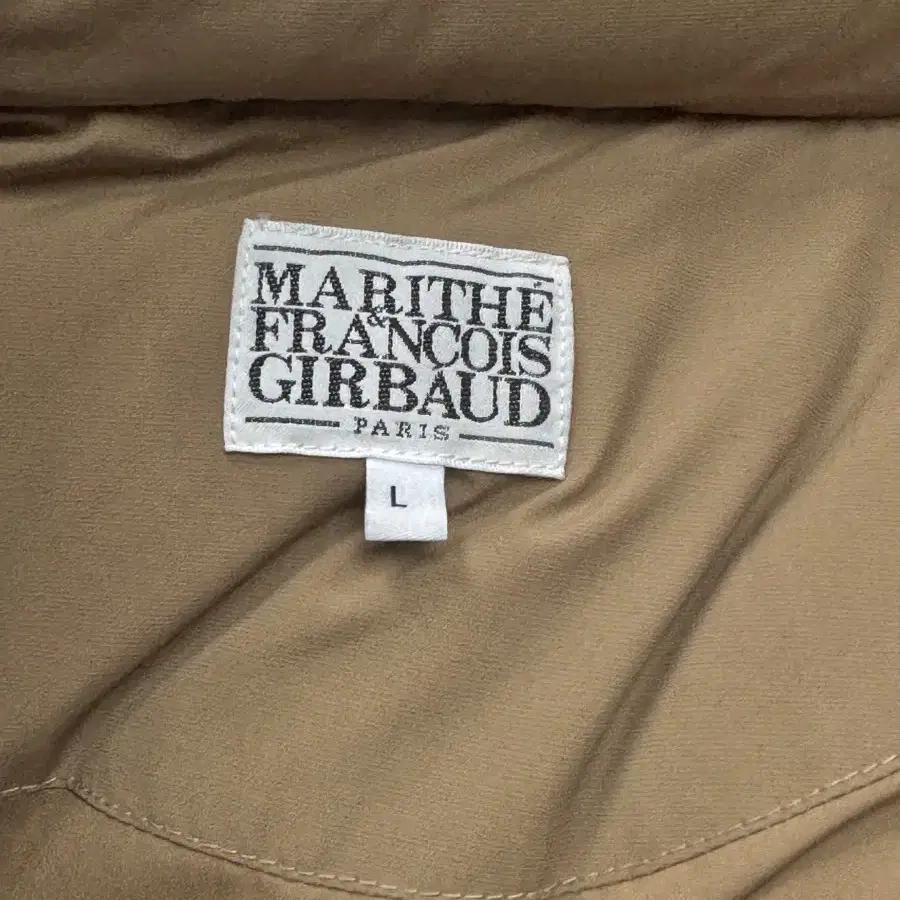 MARITHÉ
&
FRANÇOIS
GIRBAUD
PARIS
L